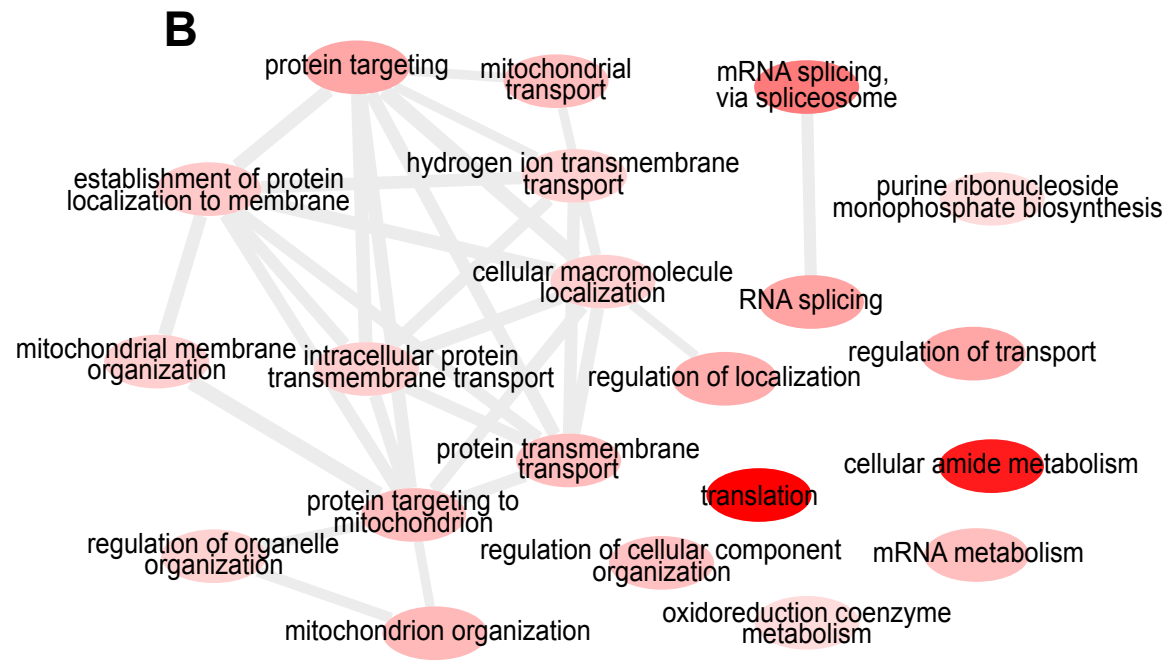 B
protein targeting
mitochondrial
transport
mRNA splicing,
via spliceosome
hydrogen ion transmembrane
transport
establishment of protein
localization to membrane
purine ribonucleoside
monophosphate biosynthesis
cellular macromolecule
localization
RNA splicing
mitochondrial membrane
organization
intracellular protein
transmembrane transport
regulation of localization
regulation of transport
protein transmembrane
transport
cellular amide metabolism
translation
protein targeting to
mitochondrion
regulation of organelle
organization
regulation of cellular component
organization
mRNA metabolism
oxidoreduction coenzyme
metabolism
mitochondrion organization